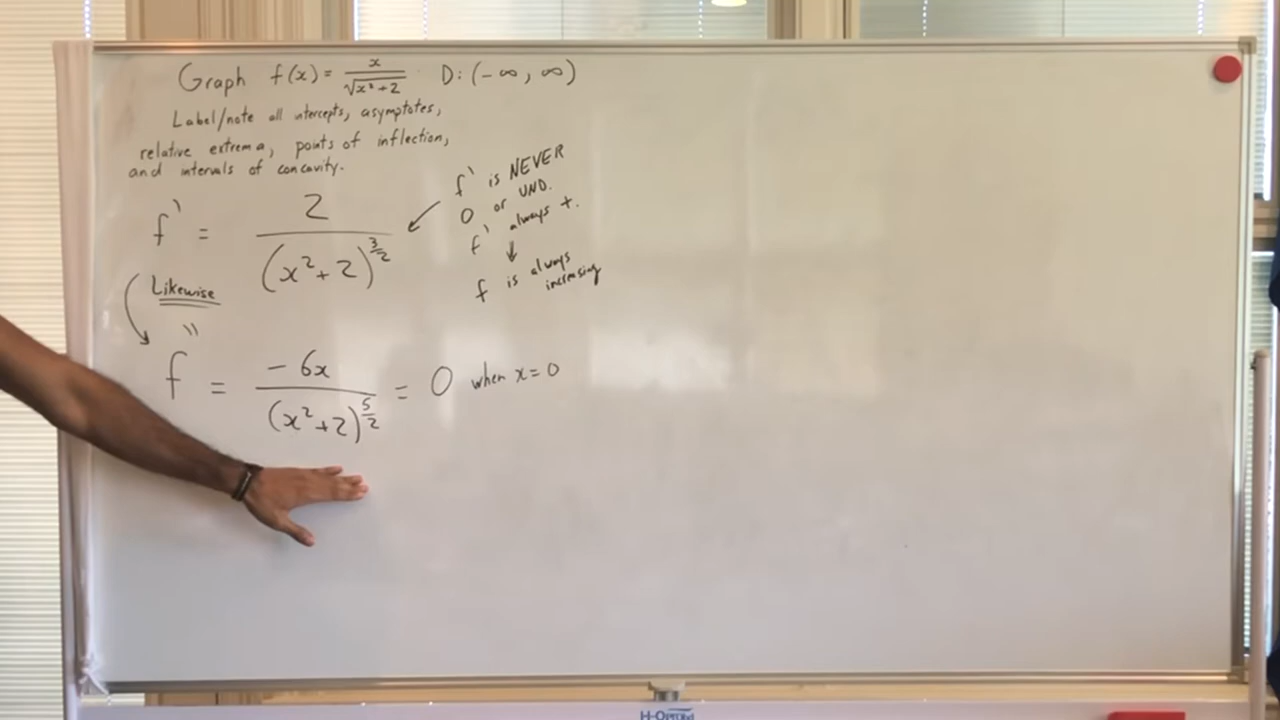 Graph f(x) = x/√(x²+2) D: (-∞, ∞)
Label/note all intercepts, asymptotes,
relative extrema, points of inflection,
and intervals of concavity.
f' = 2/(x²+2)^(3/2)
f' is NEVER
0 or UND.
f' always +.
↓
f is always
increasing
Likewise
f'' = -6x/(x²+2)^(5/2) = 0 when x=0